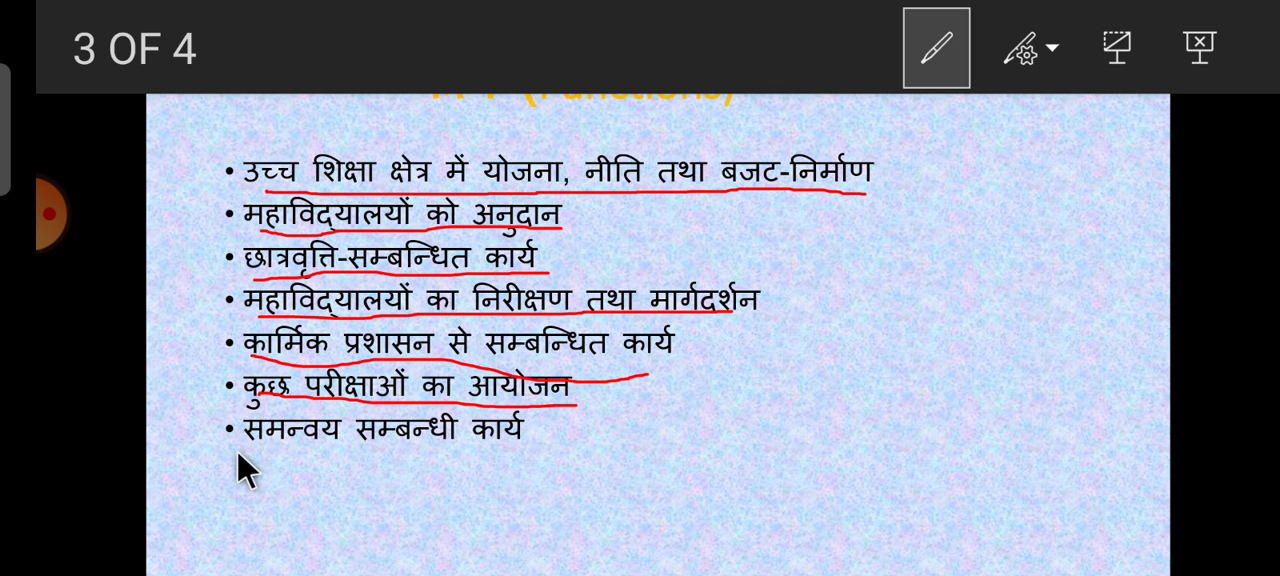 3 OF 4
(Functions)
• उच्च शिक्षा क्षेत्र में योजना, नीति तथा बजट-निर्माण
• महाविद्यालयों को अनुदान
• छात्रवृत्ति-सम्बन्धित कार्य
• महाविद्यालयों का निरीक्षण तथा मार्गदर्शन
• कार्मिक प्रशासन से सम्बन्धित कार्य
• कुछ परीक्षाओं का आयोजन
• समन्वय सम्बन्धी कार्य